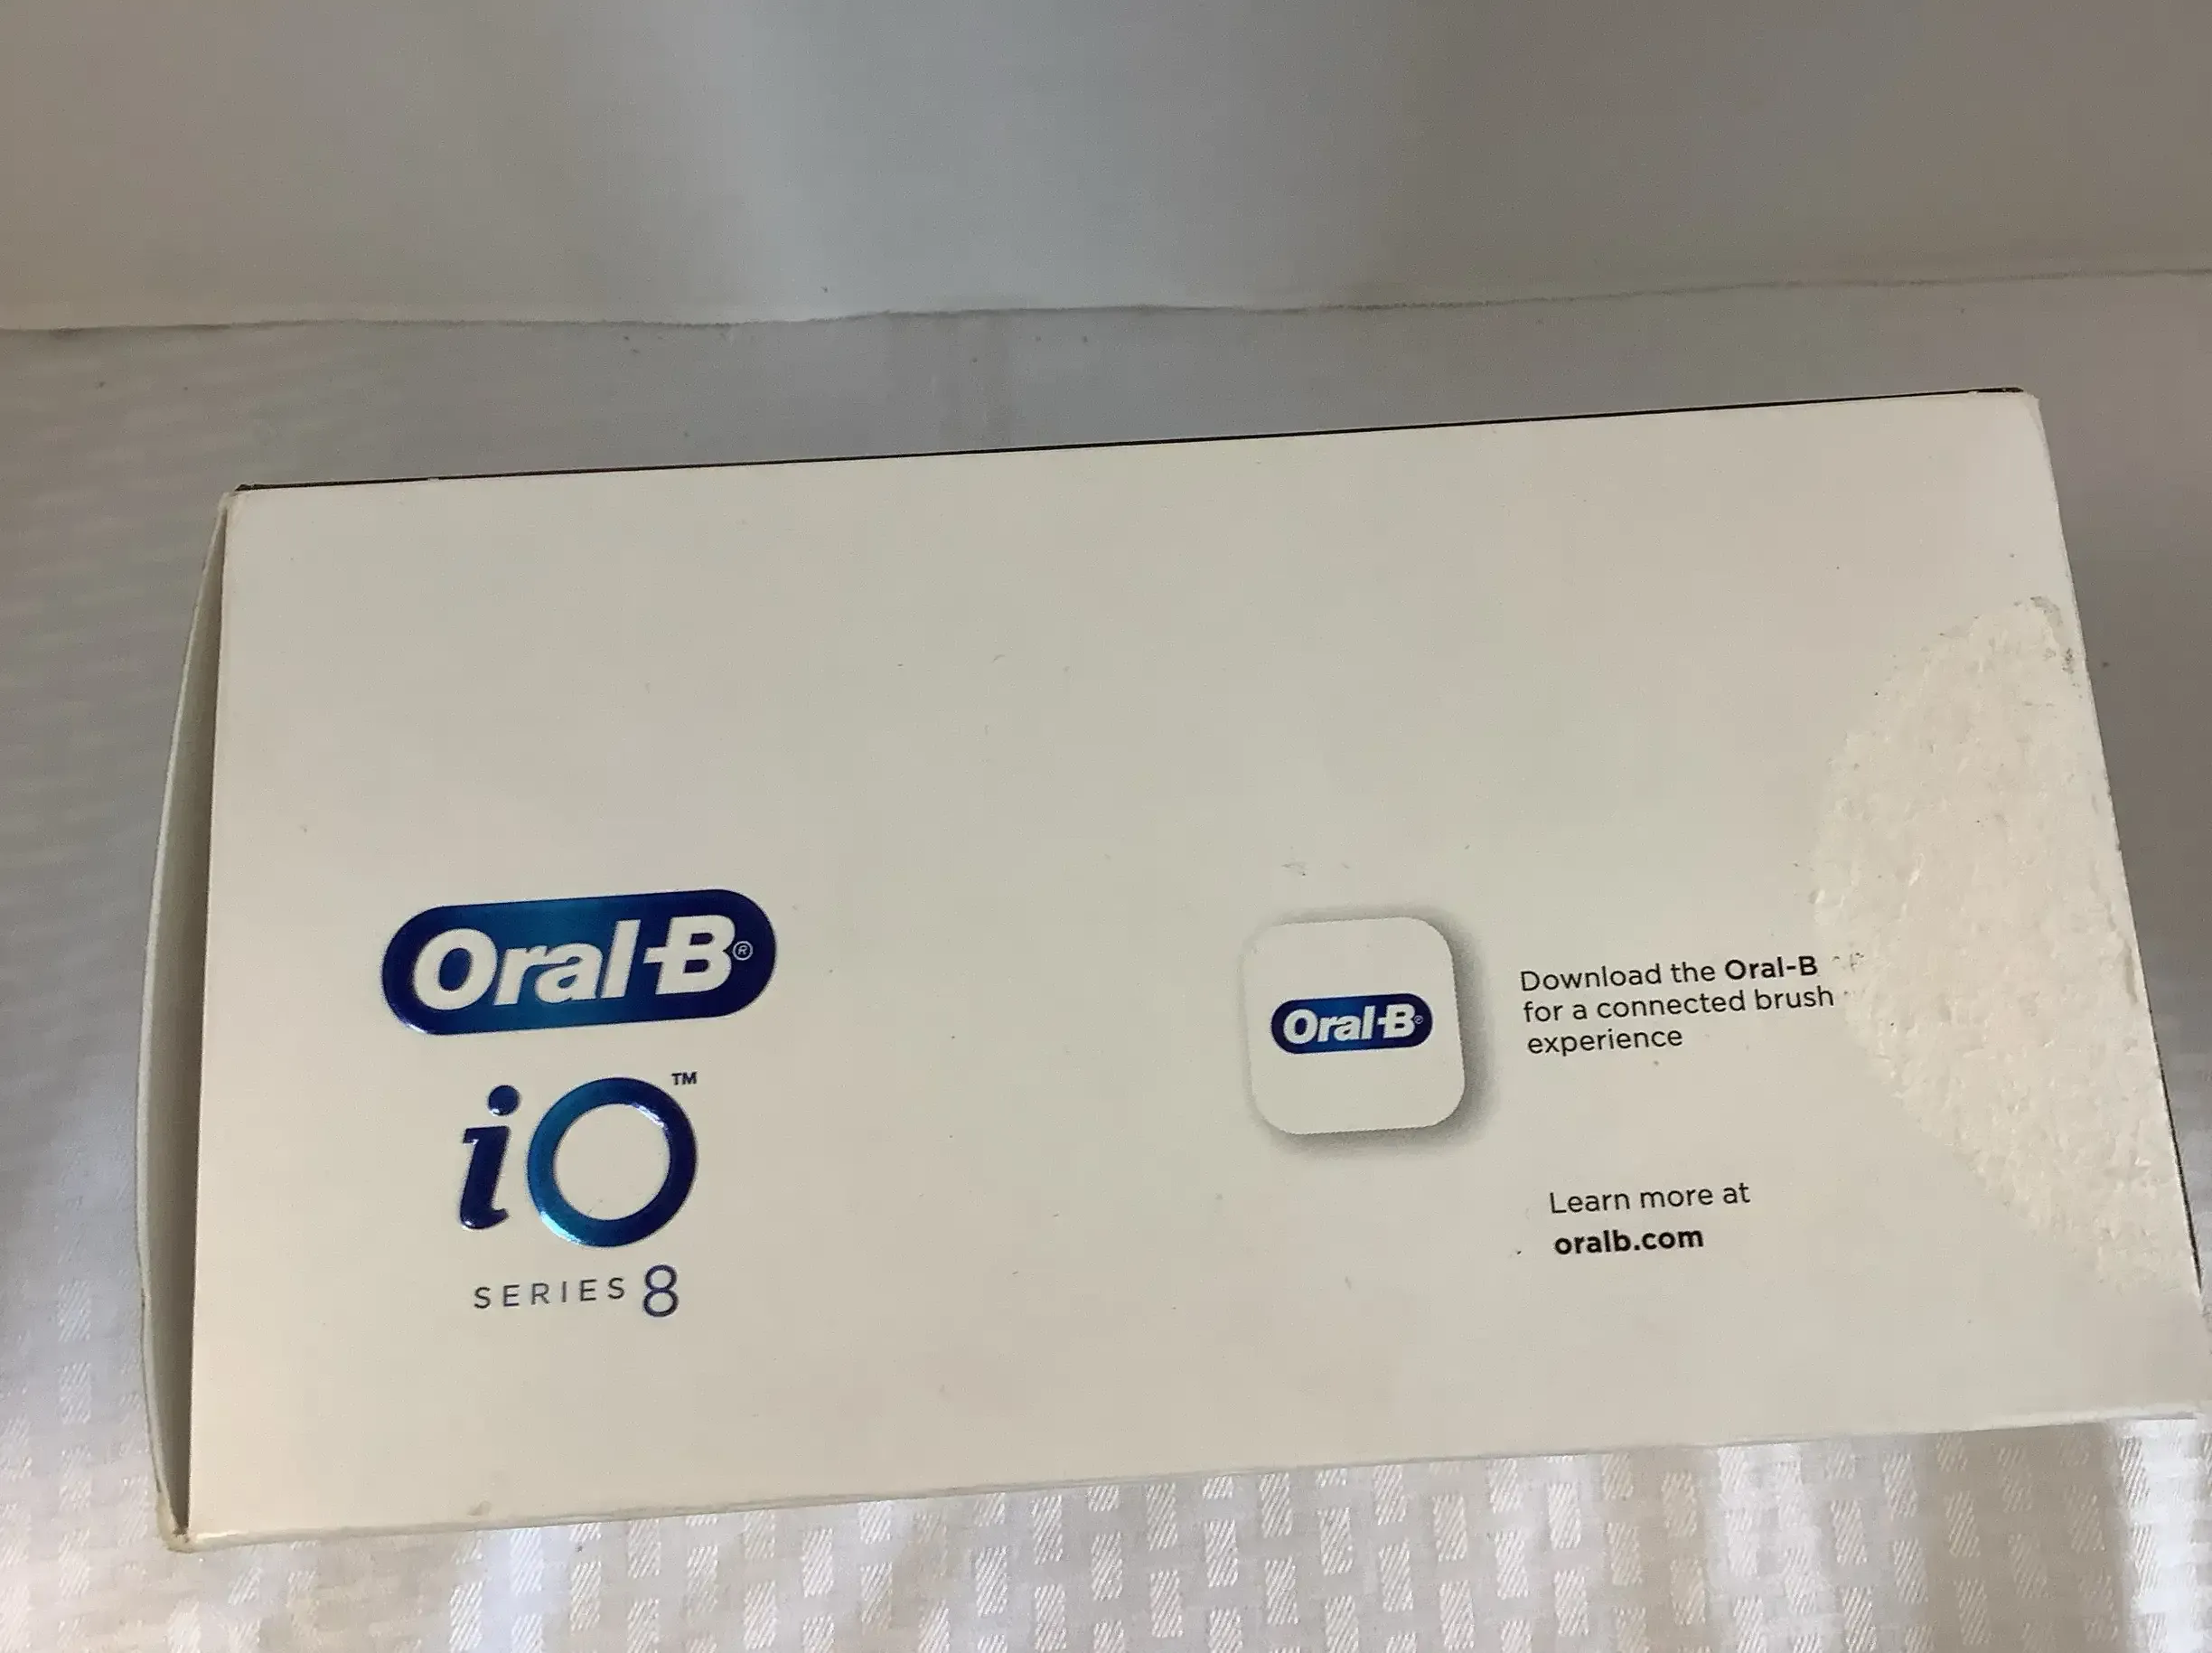 Oral-B®
iO™
SERIES 8
Oral-B®
Download the Oral-B
for a connected brush
experience
Learn more at
oralb.com